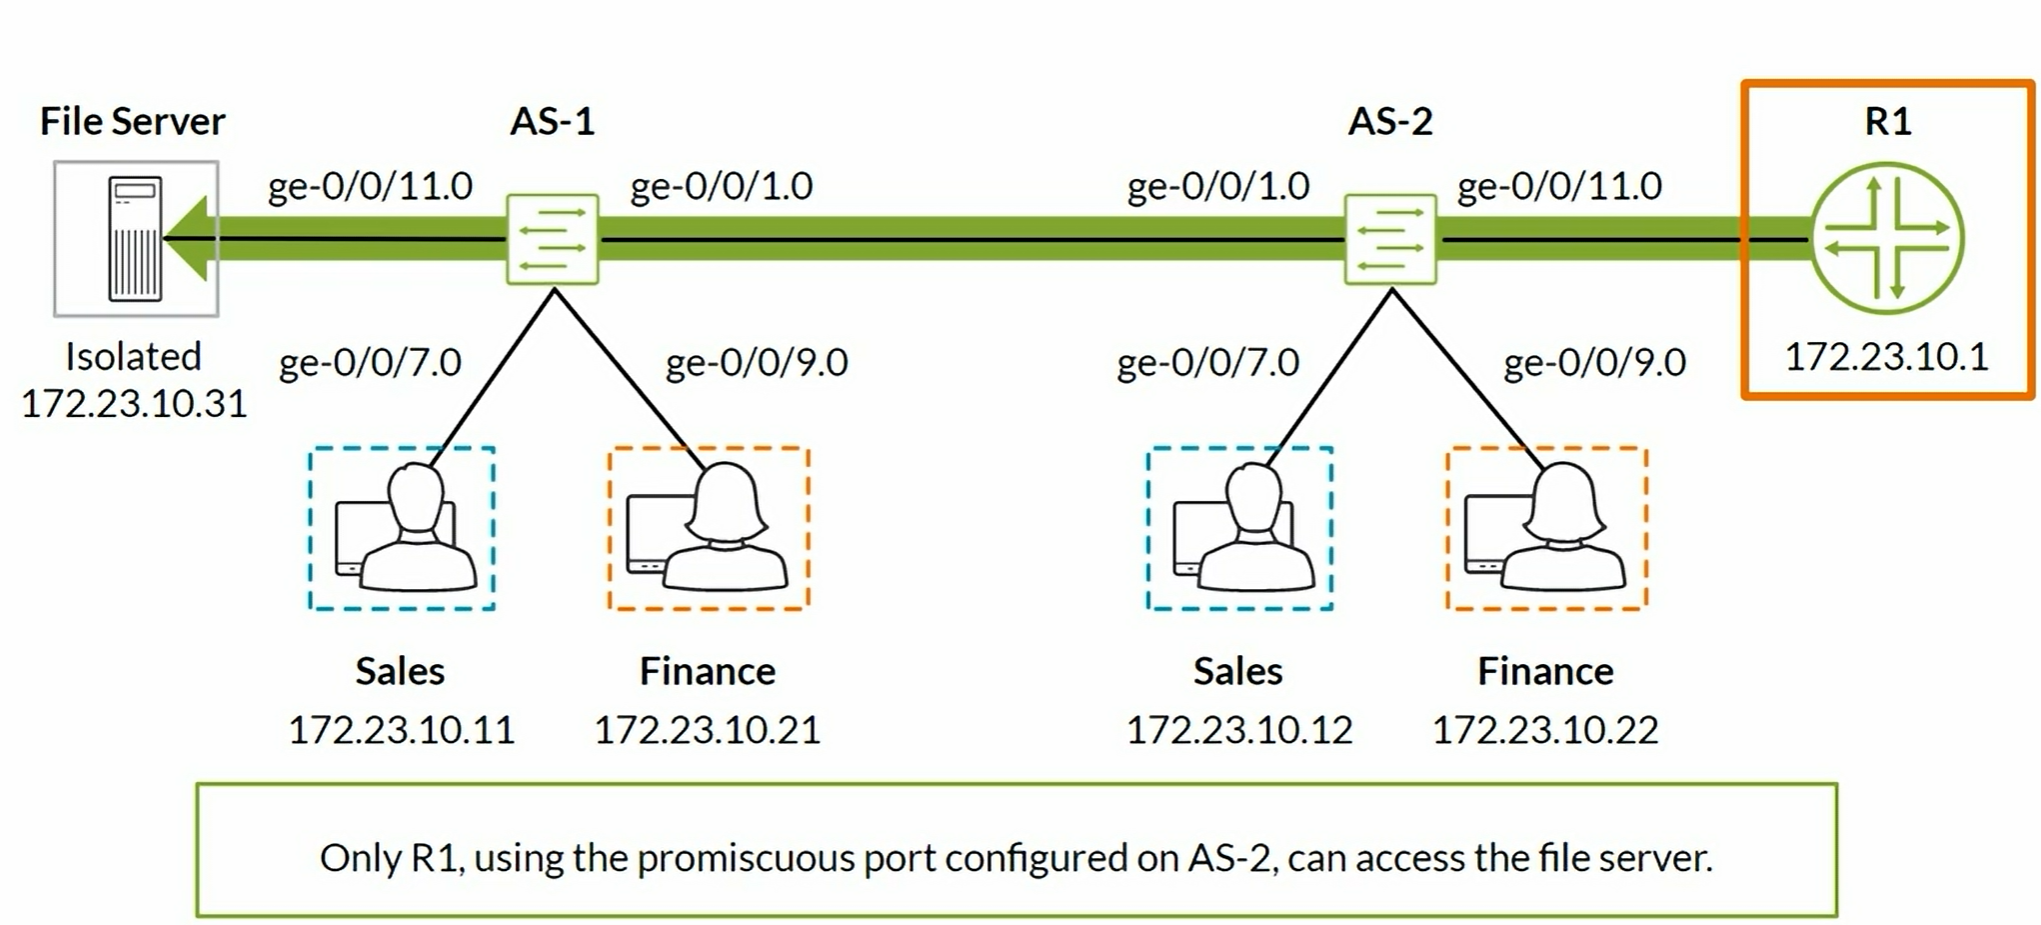 File Server
AS-1
AS-2
R1
ge-0/0/11.0
ge-0/0/1.0
ge-0/0/1.0
ge-0/0/11.0
Isolated
172.23.10.31
172.23.10.1
ge-0/0/7.0
ge-0/0/9.0
ge-0/0/7.0
ge-0/0/9.0
Sales
172.23.10.11
Finance
172.23.10.21
Sales
172.23.10.12
Finance
172.23.10.22
Only R1, using the promiscuous port configured on AS-2, can access the file server.